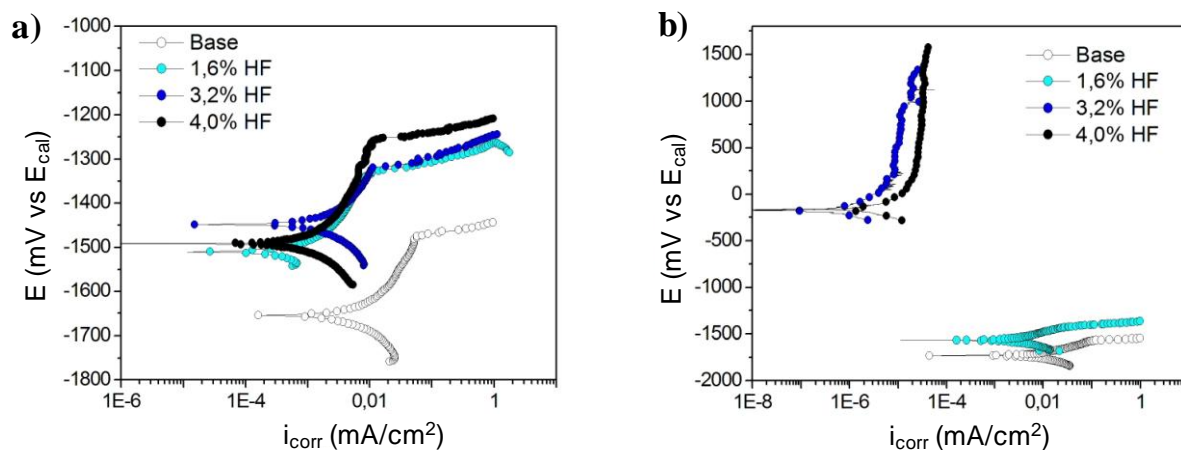 a)
Base
1,6% HF
3,2% HF
4,0% HF
-1000
-1100
-1200
-1300
-1400
-1500
-1600
-1700
-1800
E (mV vs E_cal)
1E-6
1E-4
0,01
1
i_corr (mA/cm²)
b)
Base
1,6% HF
3,2% HF
4,0% HF
1500
1000
500
0
-500
-1000
-1500
-2000
E (mV vs E_cal)
1E-8
1E-6
1E-4
0,01
1
i_corr (mA/cm²)